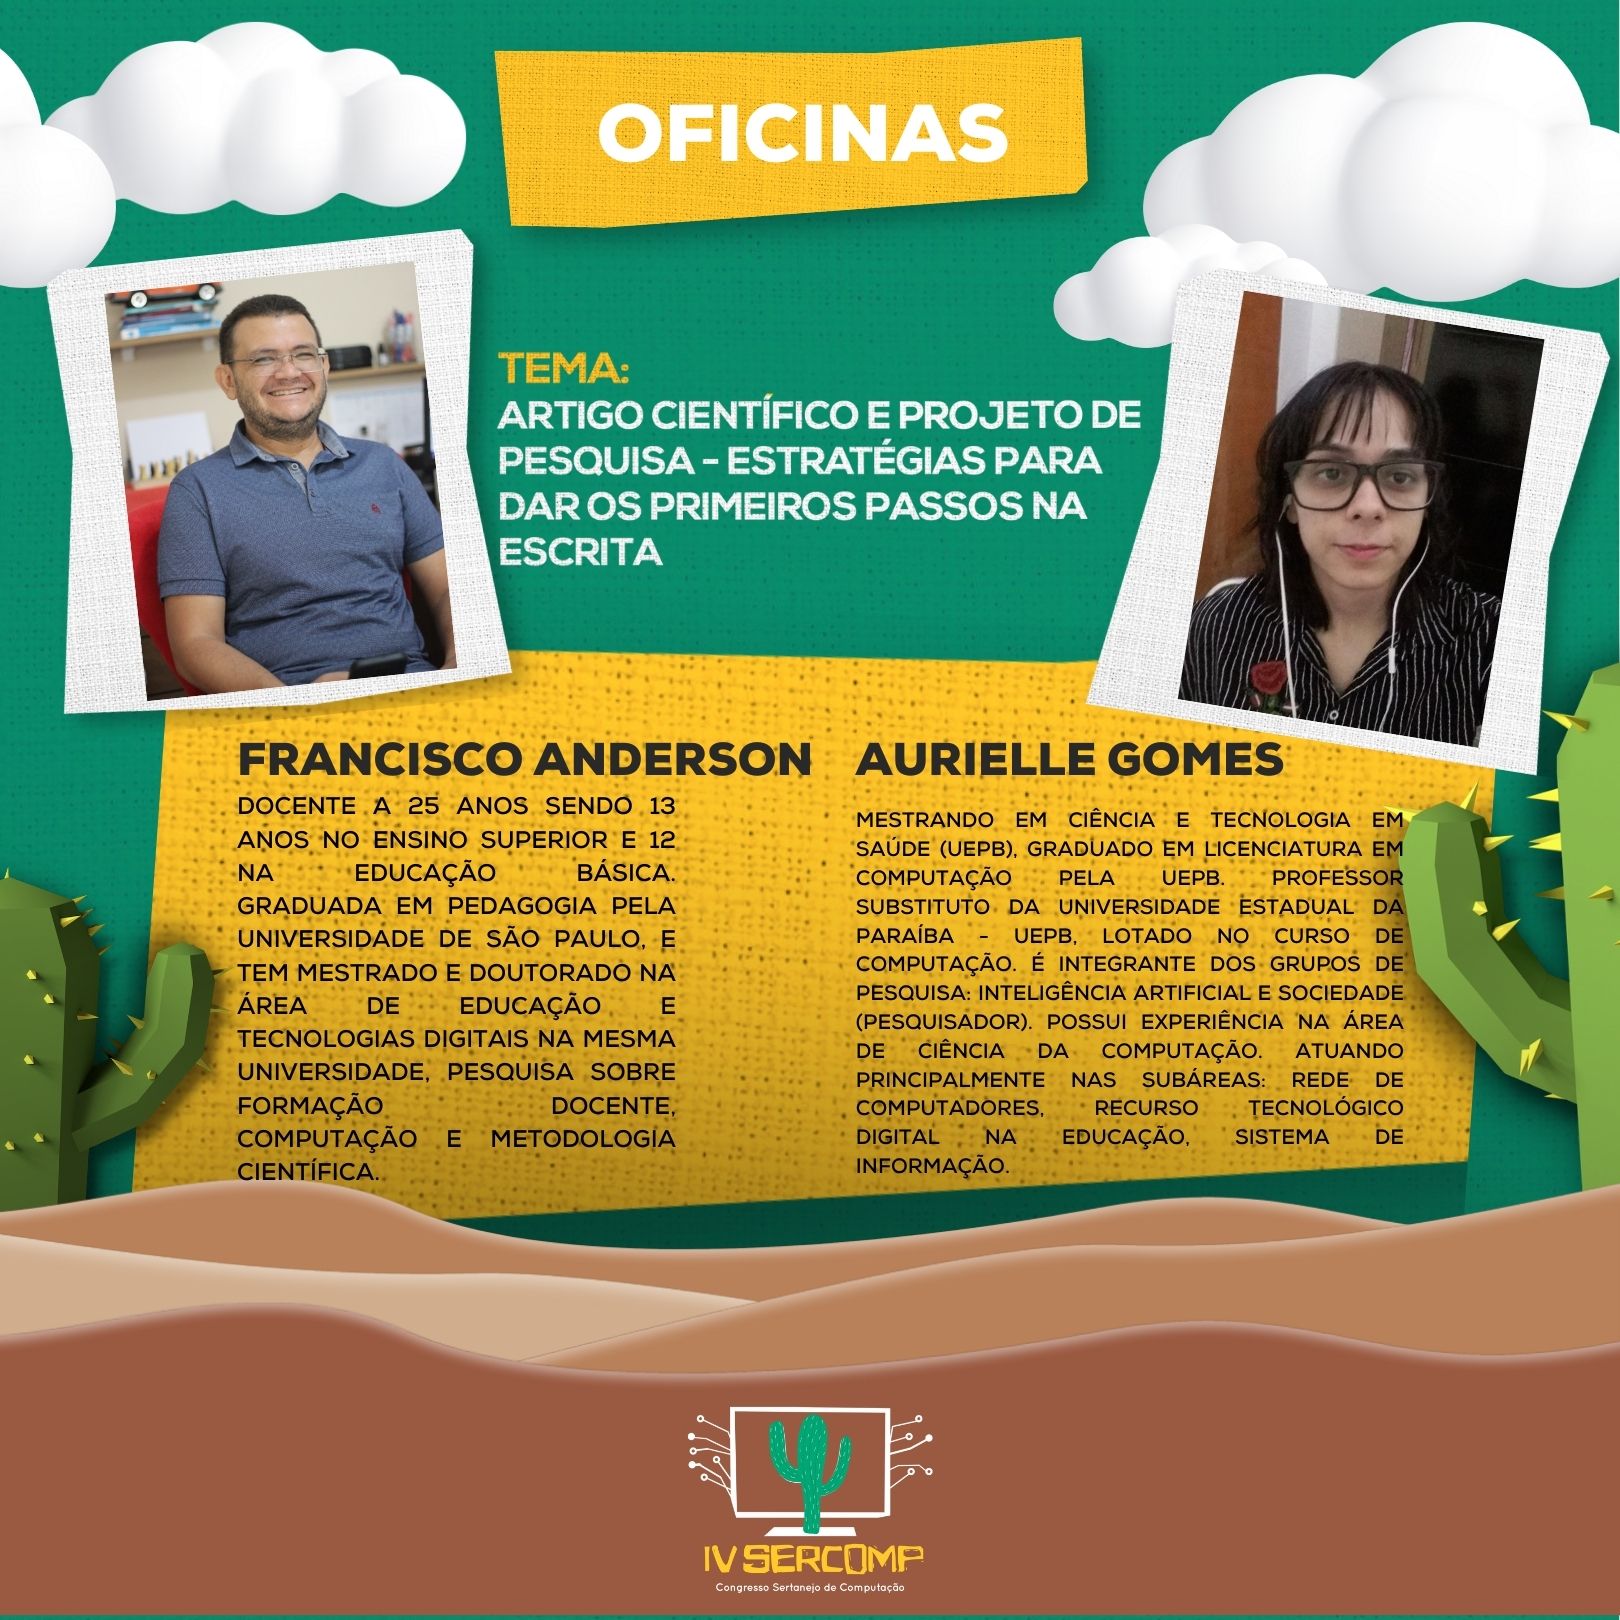 OFICINAS
TEMA:
ARTIGO CIENTÍFICO E PROJETO DE
PESQUISA - ESTRATÉGIAS PARA
DAR OS PRIMEIROS PASSOS NA
ESCRITA
FRANCISCO ANDERSON
DOCENTE A 25 ANOS SENDO 13
ANOS NO ENSINO SUPERIOR E 12
NA EDUCAÇÃO BÁSICA.
GRADUADA EM PEDAGOGIA PELA
UNIVERSIDADE DE SÃO PAULO, E
TEM MESTRADO E DOUTORADO NA
ÁREA DE EDUCAÇÃO E
TECNOLOGIAS DIGITAIS NA MESMA
UNIVERSIDADE, PESQUISA SOBRE
FORMAÇÃO DOCENTE,
COMPUTAÇÃO E METODOLOGIA
CIENTÍFICA.
AURIELLE GOMES
MESTRANDO EM CIÊNCIA E TECNOLOGIA EM
SAÚDE (UEPB), GRADUADO EM LICENCIATURA EM
COMPUTAÇÃO PELA UEPB. PROFESSOR
SUBSTITUTO DA UNIVERSIDADE ESTADUAL DA
PARAÍBA - UEPB, LOTADO NO CURSO DE
COMPUTAÇÃO. É INTEGRANTE DOS GRUPOS DE
PESQUISA: INTELIGÊNCIA ARTIFICIAL E SOCIEDADE
(PESQUISADOR). POSSUI EXPERIÊNCIA NA ÁREA
DE CIÊNCIA DA COMPUTAÇÃO. ATUANDO
PRINCIPALMENTE NAS SUBÁREAS: REDE DE
COMPUTADORES, RECURSO TECNOLÓGICO
DIGITAL NA EDUCAÇÃO, SISTEMA DE
INFORMAÇÃO.
IV SERCOMP
Congresso Sertanejo de Computação